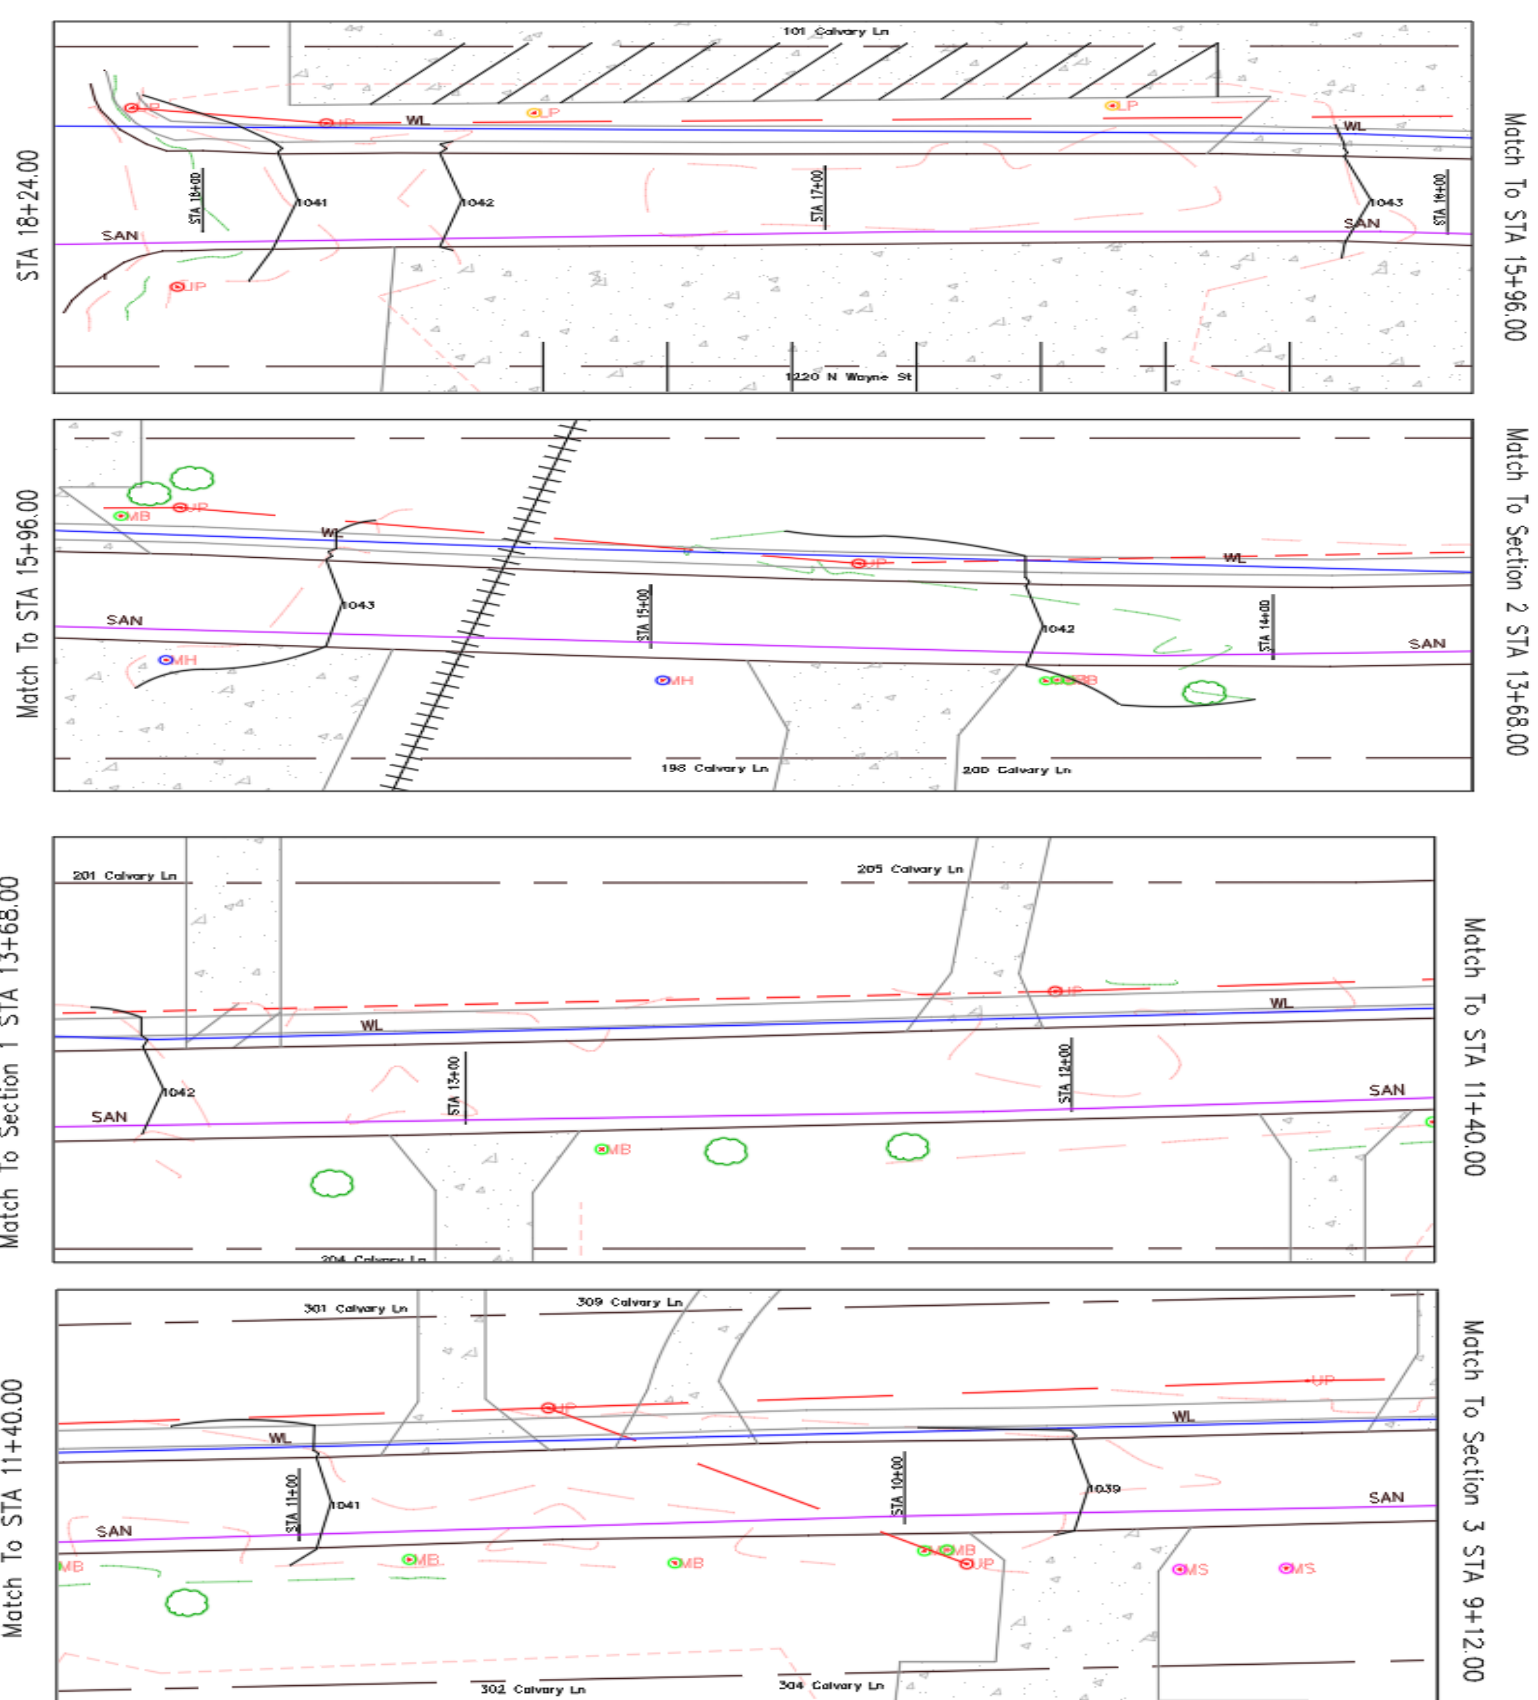 101 Calvary Ln
UP
UP
WL
LP
LP
WL
STA 18+24.00
STA 18+00
1041
1042
STA 17+00
1043
STA 16+00
Match To STA 15+96.00
SAN
SAN
UP
1220 N Wayne St
Match To STA 15+96.00
MB
UP
WL
UP
WL
1043
STA 15+00
1042
STA 14+00
SAN
SAN
MH
MH
198 Calvary Ln
200 Calvary Ln
Match To Section 2 STA 13+68.00
Match To Section 1 STA 13+68.00
201 Calvary Ln
205 Calvary Ln
UP
WL
WL
1042
STA 13+00
STA 12+00
SAN
SAN
MB
204 Calvary Ln
Match To STA 11+40.00
Match To STA 11+40.00
301 Calvary Ln
309 Calvary Ln
UP
UP
WL
WL
STA 11+00
1041
STA 10+00
1039
SAN
SAN
MB
MB
MB
MB
UP
MS
MS
302 Calvary Ln
304 Calvary Ln
Match To Section 3 STA 9+12.00